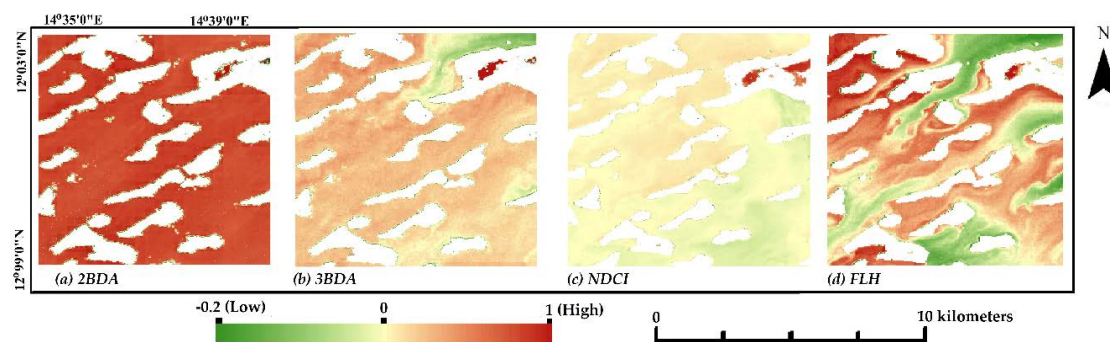 14°35'0"E 14°39'0"E
N
12°03'0"N
12°99'0"N
(a) 2BDA (b) 3BDA (c) NDCI (d) FLH
-0.2 (Low) 0 1 (High)
0 10 kilometers